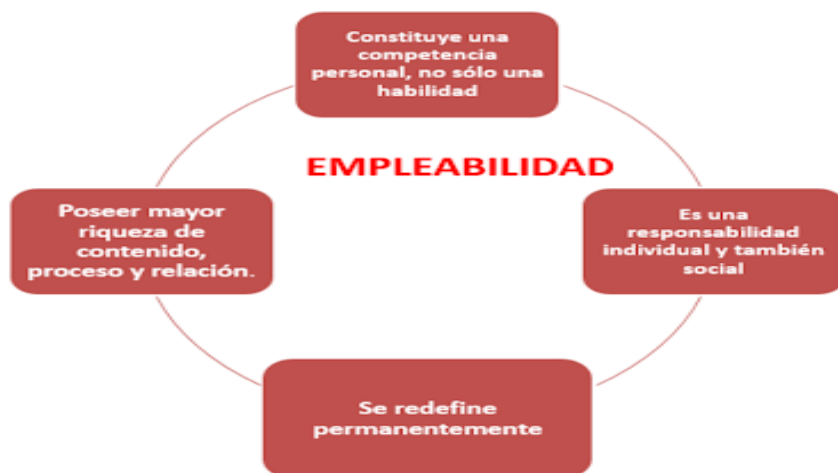 Constituye una
competencia
personal, no sólo una
habilidad
EMPLEABILIDAD
Poseer mayor
riqueza de
contenido,
proceso y relación.
Es una
responsabilidad
individual y también
social
Se redefine
permanentemente